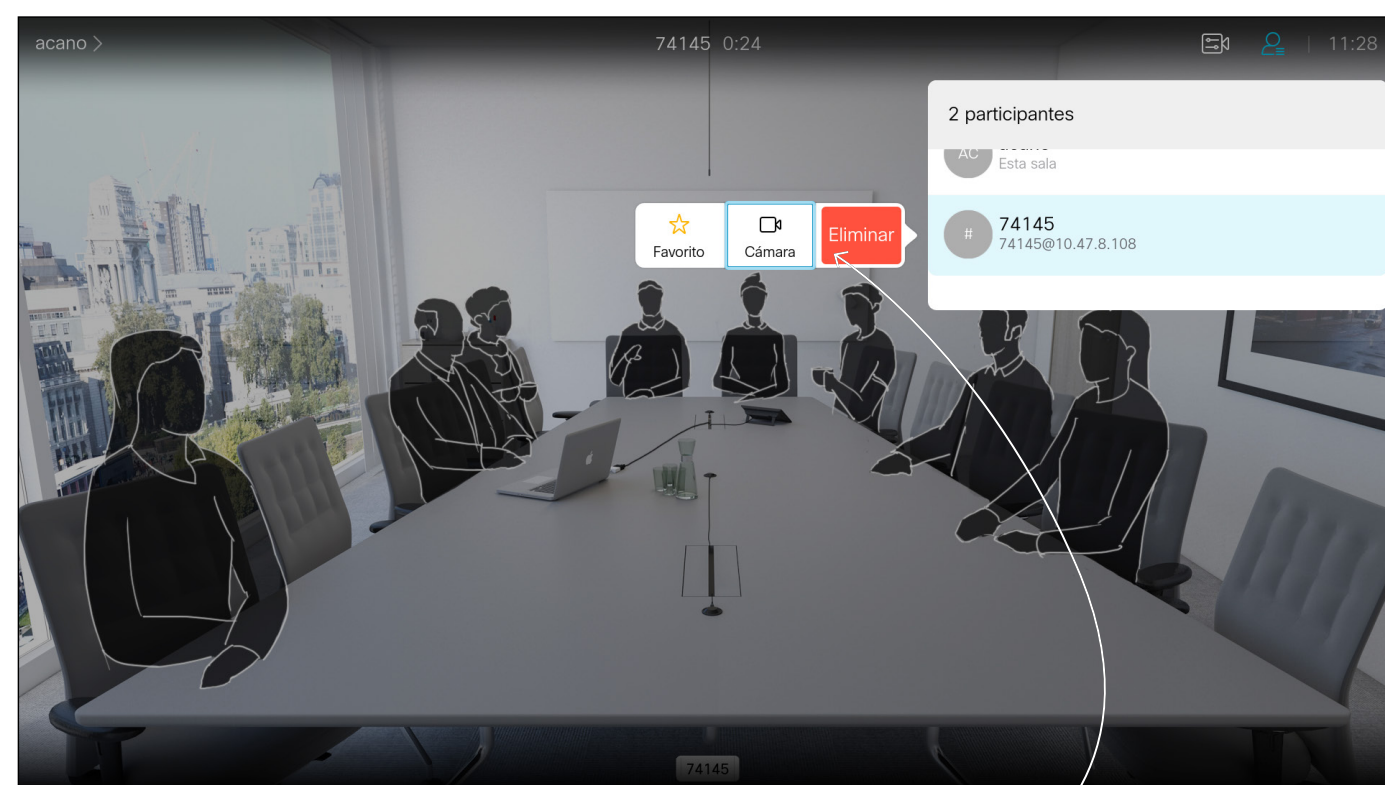 acano
74145 0:24
11:28
2 participantes
AC
Esta sala
Favorito
Cámara
Eliminar
#
74145
74145@10.47.8.108
74145